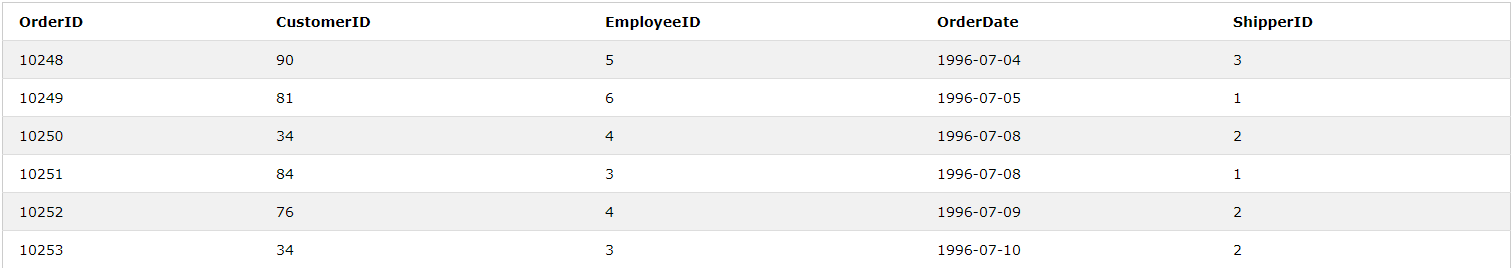 OrderID CustomerID EmployeeID OrderDate ShipperID
10248 90 5 1996-07-04 3
10249 81 6 1996-07-05 1
10250 34 4 1996-07-08 2
10251 84 3 1996-07-08 1
10252 76 4 1996-07-09 2
10253 34 3 1996-07-10 2